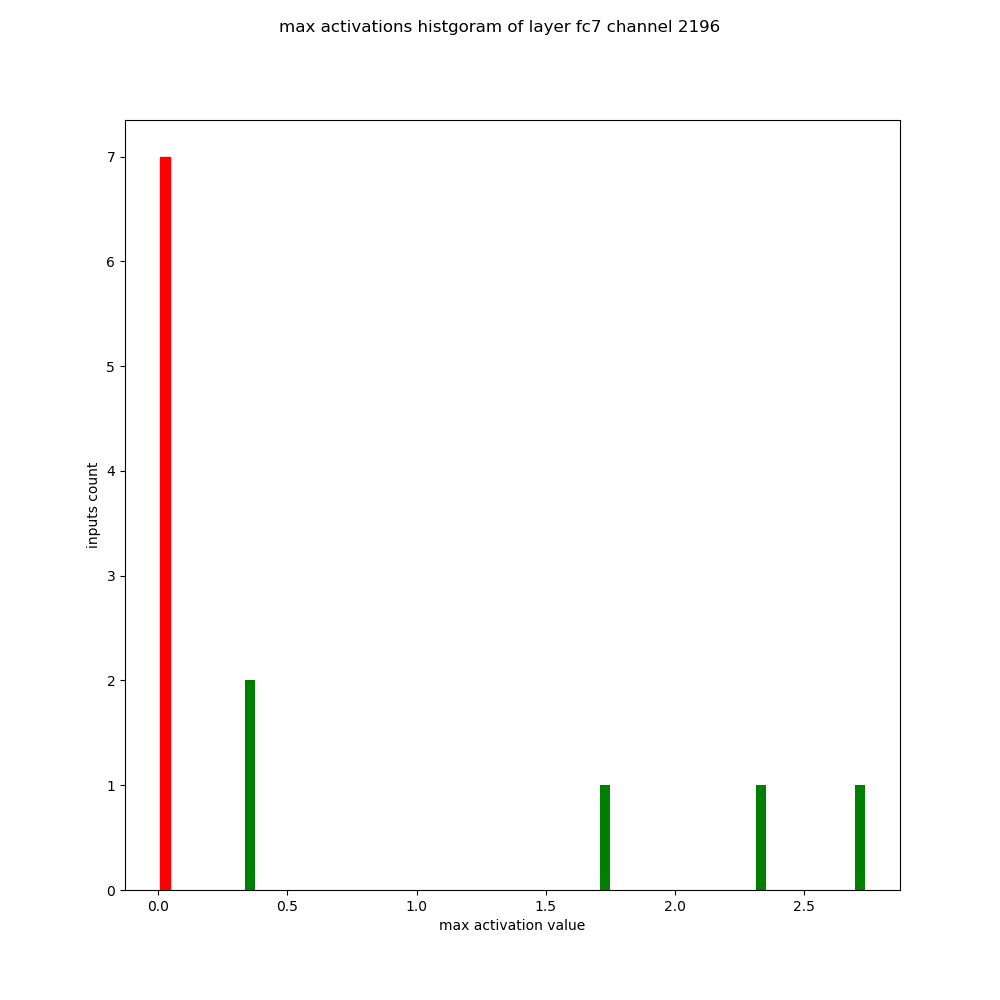 max activations histgoram of layer fc7 channel 2196
7
6
5
4
3
2
1
0
inputs count
0.0 0.5 1.0 1.5 2.0 2.5
max activation value